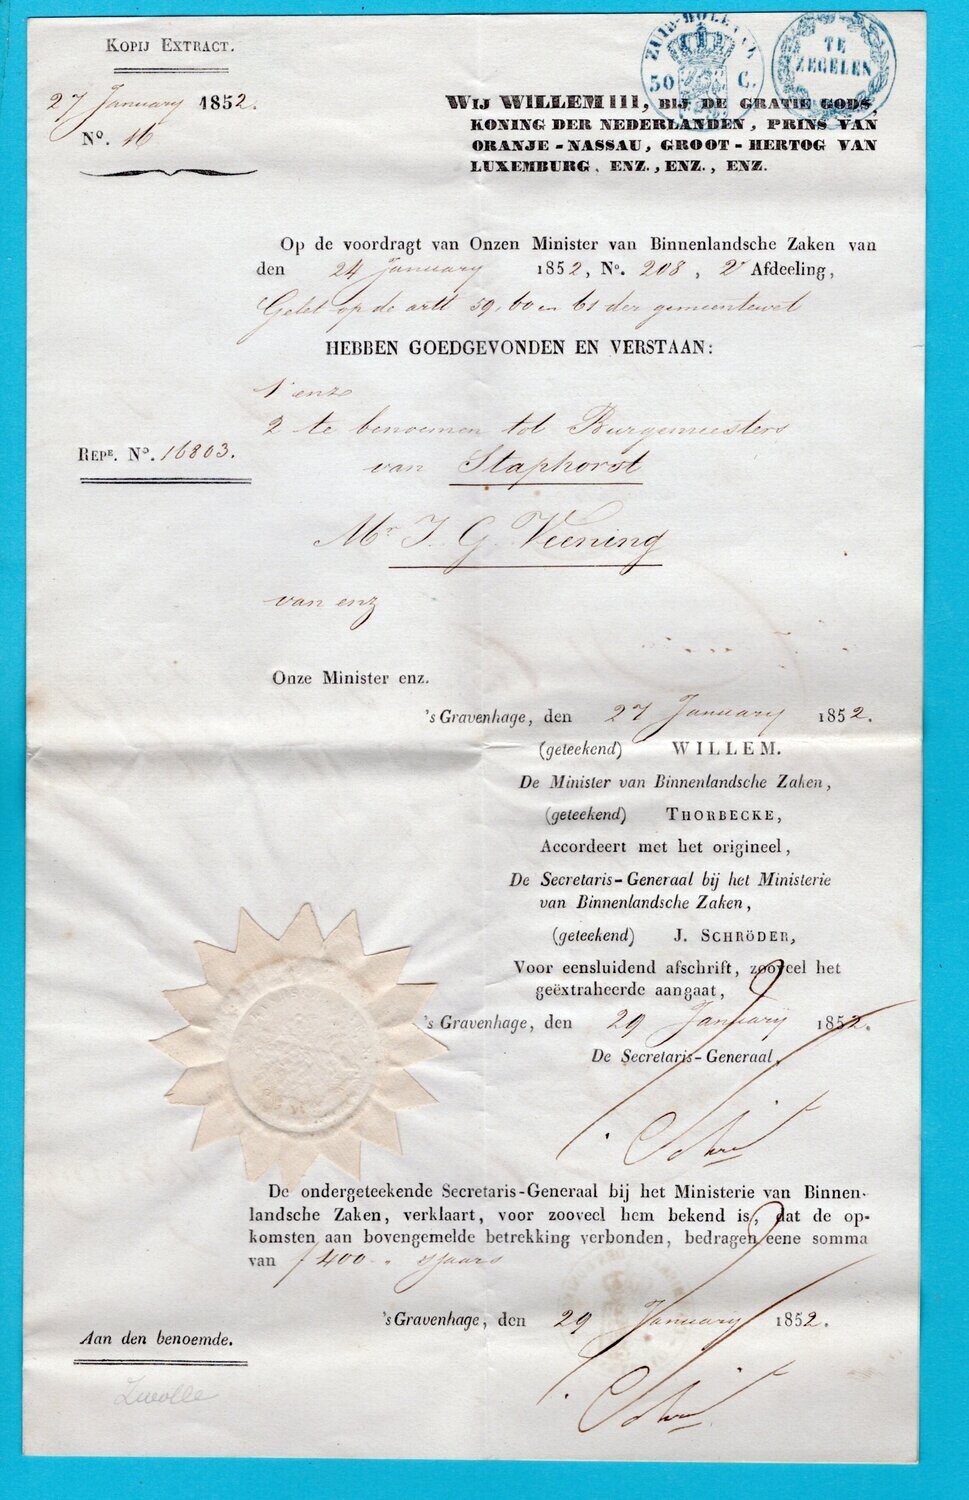 KOPIJ EXTRACT.
27 January 1852.
No. 16
ZUID-HOLLAND
50 C.
TE
ZEGELEN
WIJ WILLEM III, BIJ DE GRATIE GODS,
KONING DER NEDERLANDEN, PRINS VAN
ORANJE-NASSAU, GROOT-HERTOG VAN
LUXEMBURG, ENZ., ENZ., ENZ.
Op de voordragt van Onzen Minister van Binnenlandsche Zaken van
den 24 January 1852, No. 208, 2e Afdeeling,
Gelet op de artt 59, 60 en 61 der gemeentewet
HEBBEN GOEDGEVONDEN EN VERSTAAN:
1e enz
2 te benoemen tot Burgemeesters
REPE. No. 16803.
van Staphorst
Mr J. G. Veening
van enz
Onze Minister enz.
's Gravenhage, den 27 January 1852.
(geteekend) WILLEM.
De Minister van Binnenlandsche Zaken,
(geteekend) THORBECKE,
Accordeert met het origineel,
De Secretaris-Generaal bij het Ministerie
van Binnenlandsche Zaken,
(geteekend) J. SCHRÖDER,
Voor eensluidend afschrift, zooveel het
geëxtraheerde aangaat,
's Gravenhage, den 29 January 1852.
De Secretaris-Generaal,
De ondergeteekende Secretaris-Generaal bij het Ministerie van Binnen-
landsche Zaken, verklaart, voor zooveel hem bekend is, dat de op-
komsten aan bovengemelde betrekking verbonden, bedragen eene somma
van ƒ 400 - " 'sjaars
's Gravenhage, den 29 January 1852.
Aan den benoemde.
Zwolle